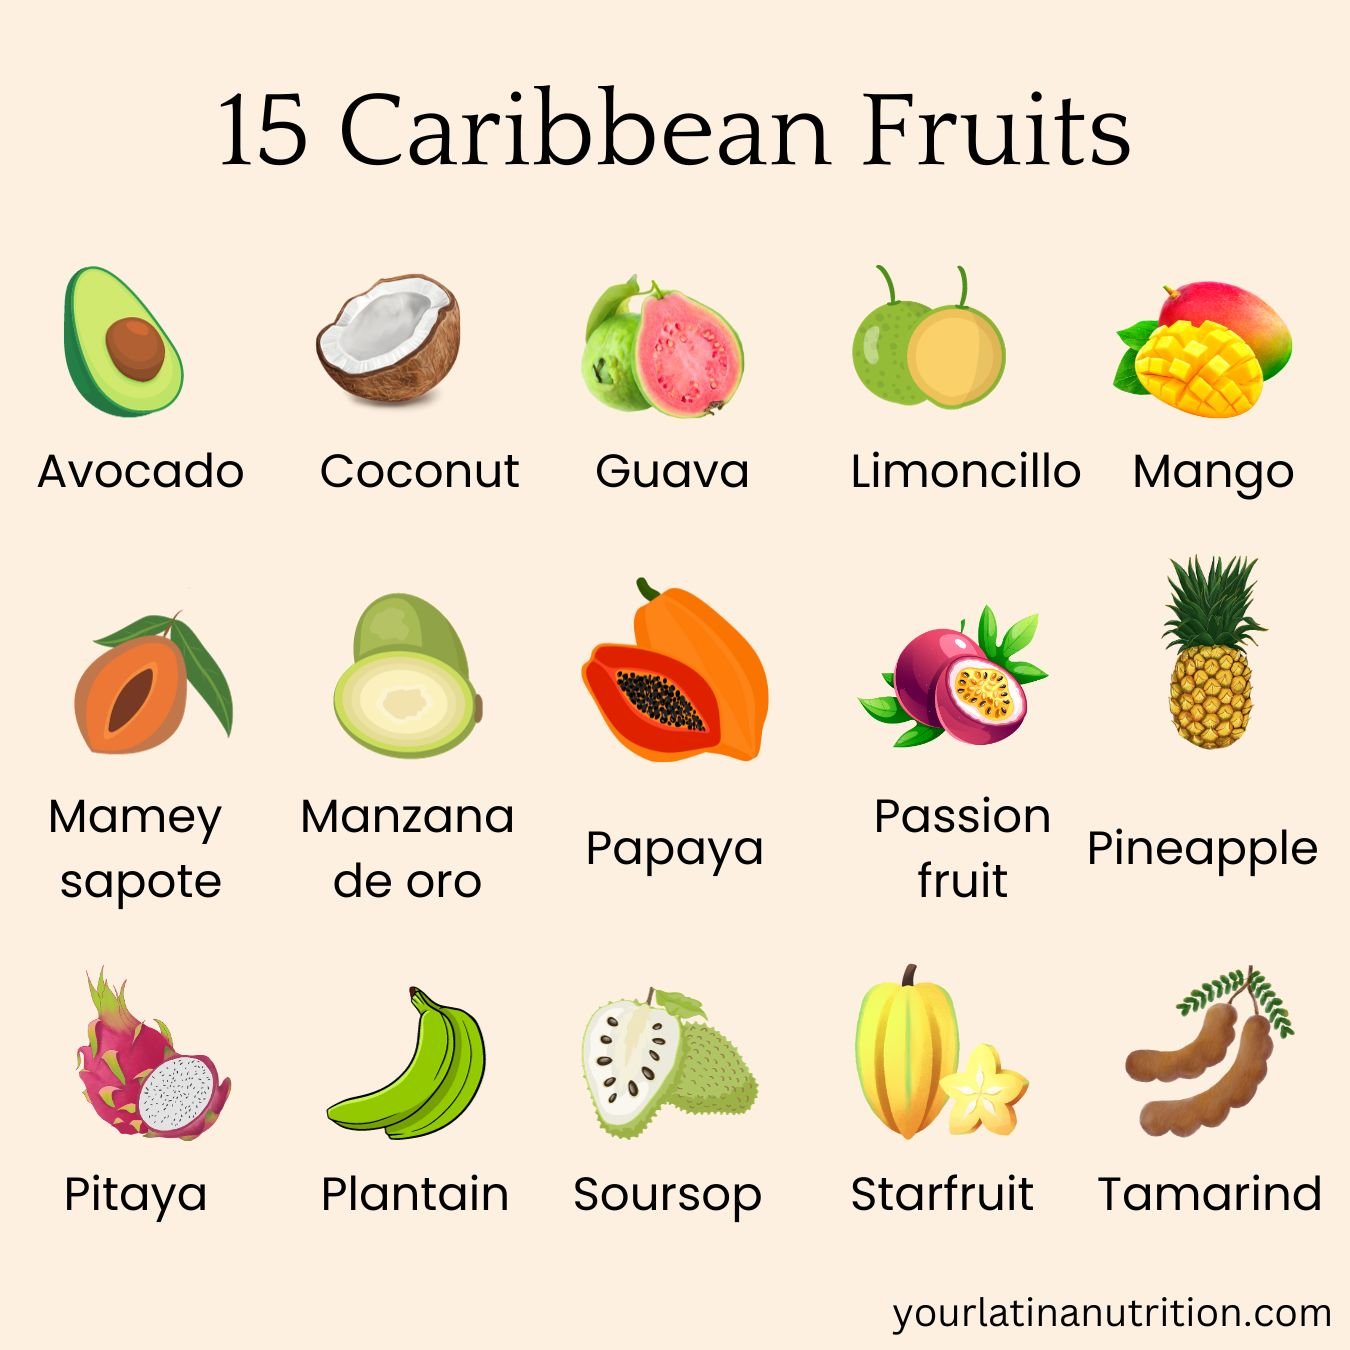 15 Caribbean Fruits
Avocado
Coconut
Guava
Limoncillo
Mango
Mamey
sapote
Manzana
de oro
Papaya
Passion
fruit
Pineapple
Pitaya
Plantain
Soursop
Starfruit
Tamarind
yourlatinanutrition.com